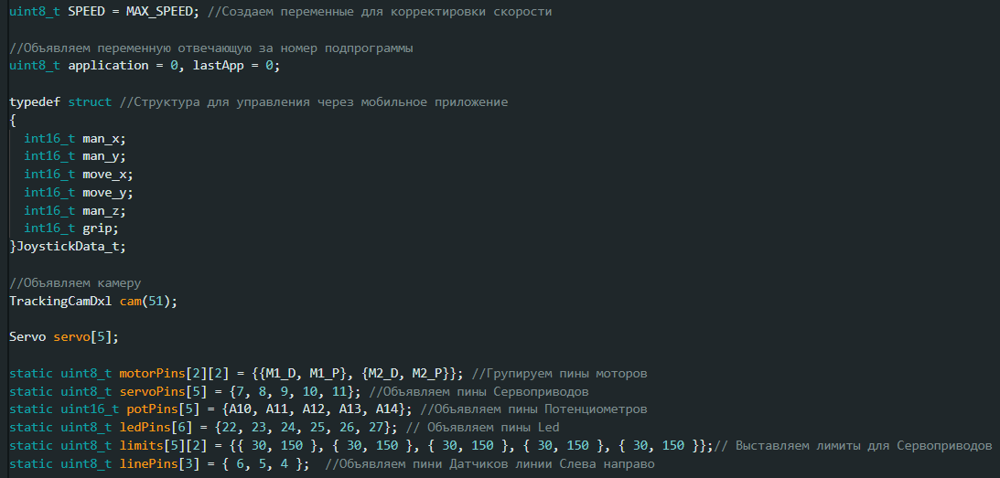 uint8_t SPEED = MAX_SPEED; //Создаем переменные для корректировки скорости
//Объявляем переменную отвечающую за номер подпрограммы
uint8_t application = 0, lastApp = 0;
typedef struct //Структура для управления через мобильное приложение
{
int16_t man_x;
int16_t man_y;
int16_t move_x;
int16_t move_y;
int16_t man_z;
int16_t grip;
}JoystickData_t;
//Объявляем камеру
TrackingCamDxl cam(51);
Servo servo[5];
static uint8_t motorPins[2][2] = {{M1_D, M1_P}, {M2_D, M2_P}}; //Групируем пины моторов
static uint8_t servoPins[5] = {7, 8, 9, 10, 11}; //Объявляем пины Сервоприводов
static uint16_t potPins[5] = {A10, A11, A12, A13, A14}; //Объявляем пины Потенциометров
static uint8_t ledPins[6] = {22, 23, 24, 25, 26, 27}; // Объявляем пины Led
static uint8_t limits[5][2] = {{ 30, 150 }, { 30, 150 }, { 30, 150 }, { 30, 150 }, { 30, 150 }};// Выставляем лимиты для Сервоприводов
static uint8_t linePins[3] = { 6, 5, 4 };  //Объявляем пини Датчиков линии Слева направо